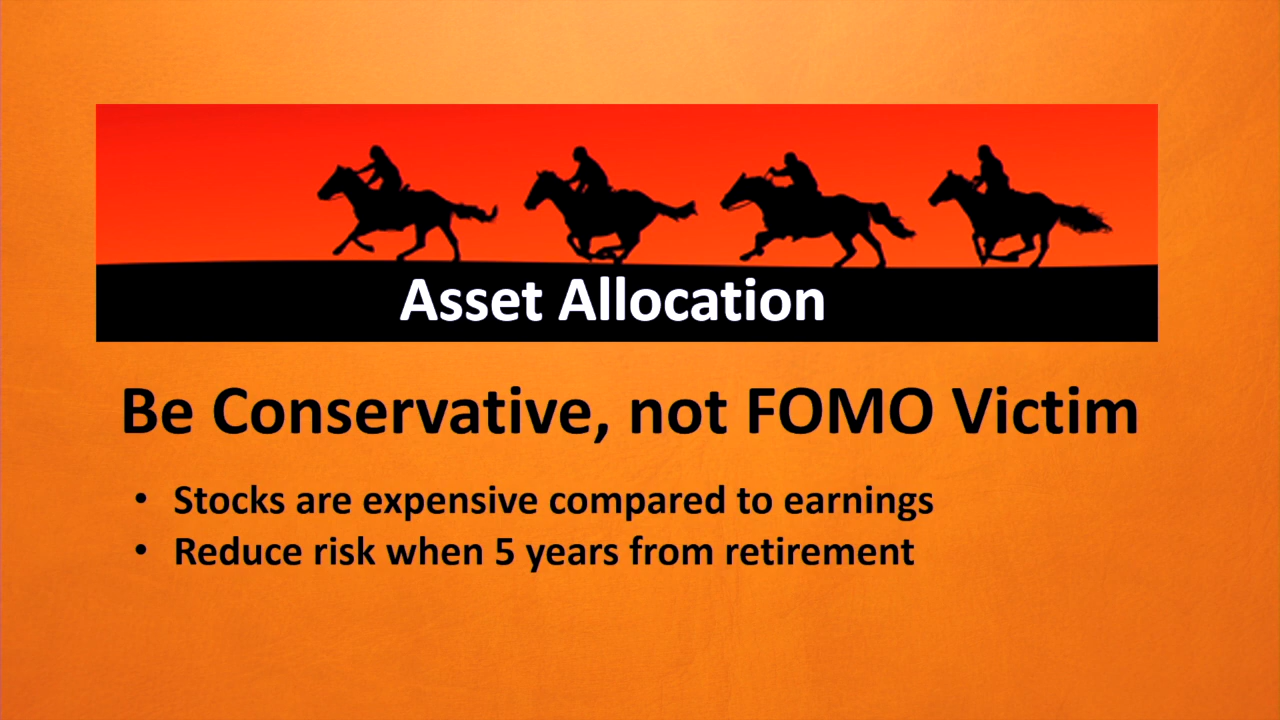 Asset Allocation
Be Conservative, not FOMO Victim
• Stocks are expensive compared to earnings
• Reduce risk when 5 years from retirement